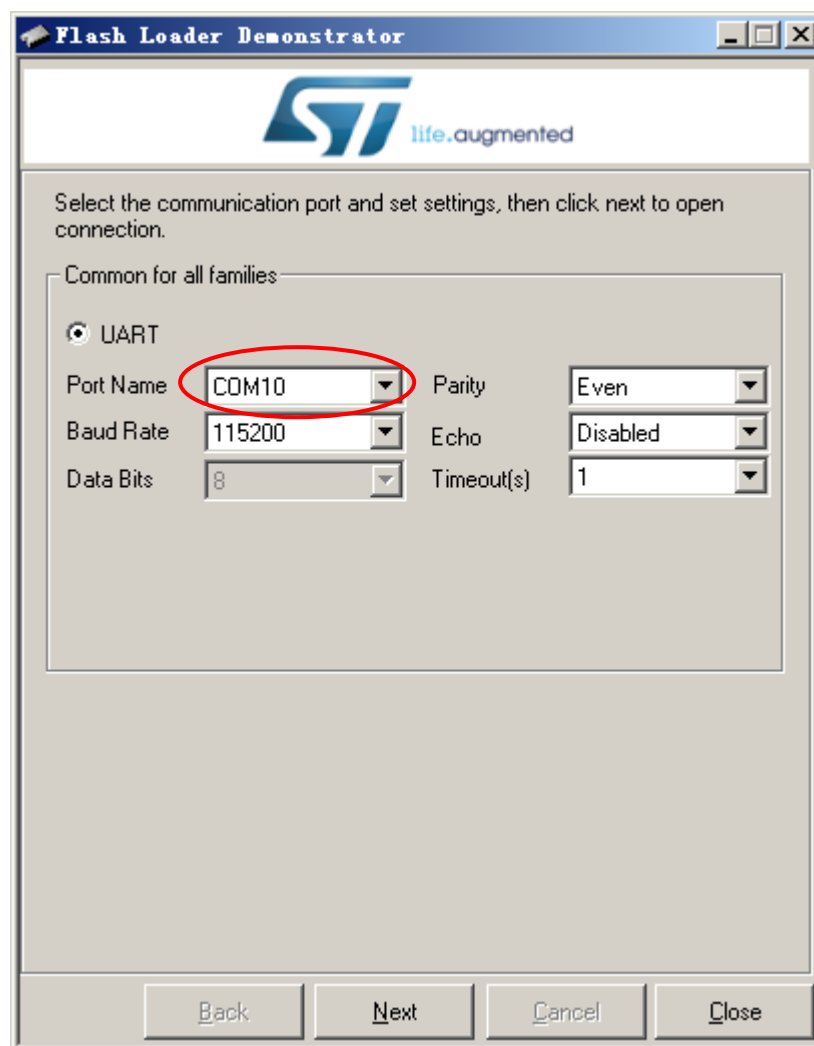 Flash Loader Demonstrator
life.augmented
Select the communication port and set settings, then click next to open
connection.
Common for all families
UART
Port Name COM10 Parity Even
Baud Rate 115200 Echo Disabled
Data Bits 8 Timeout(s) 1
Back Next Cancel Close